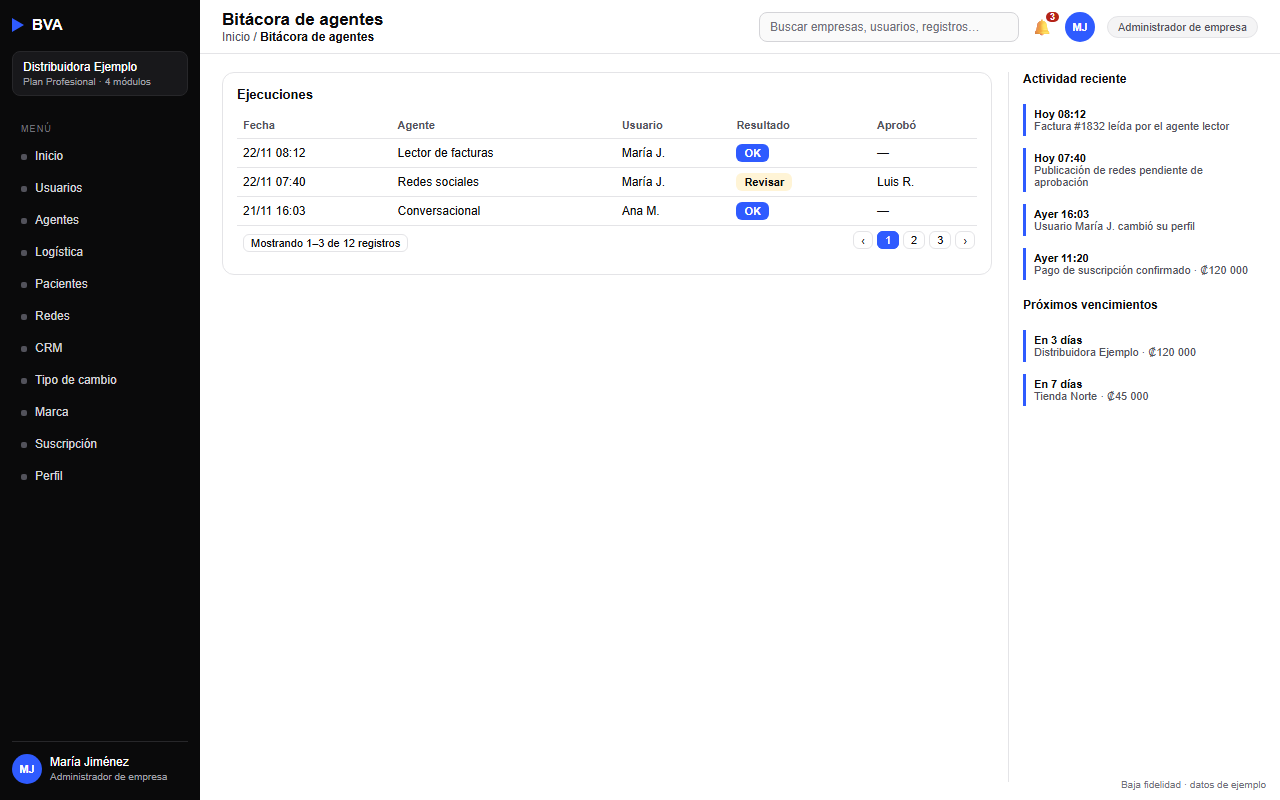 BVA
Distribuidora Ejemplo
Plan Profesional · 4 módulos
MENÚ
Inicio
Usuarios
Agentes
Logística
Pacientes
Redes
CRM
Tipo de cambio
Marca
Suscripción
Perfil
MJ
María Jiménez
Administrador de empresa
Bitácora de agentes
Inicio / Bitácora de agentes
Buscar empresas, usuarios, registros…
3
MJ
Administrador de empresa
Ejecuciones
Fecha Agente Usuario Resultado Aprobó
22/11 08:12 Lector de facturas María J. OK —
22/11 07:40 Redes sociales María J. Revisar Luis R.
21/11 16:03 Conversacional Ana M. OK —
Mostrando 1–3 de 12 registros
‹ 1 2 3 ›
Actividad reciente
Hoy 08:12
Factura #1832 leída por el agente lector
Hoy 07:40
Publicación de redes pendiente de
aprobación
Ayer 16:03
Usuario María J. cambió su perfil
Ayer 11:20
Pago de suscripción confirmado · ₡120 000
Próximos vencimientos
En 3 días
Distribuidora Ejemplo · ₡120 000
En 7 días
Tienda Norte · ₡45 000
Baja fidelidad · datos de ejemplo